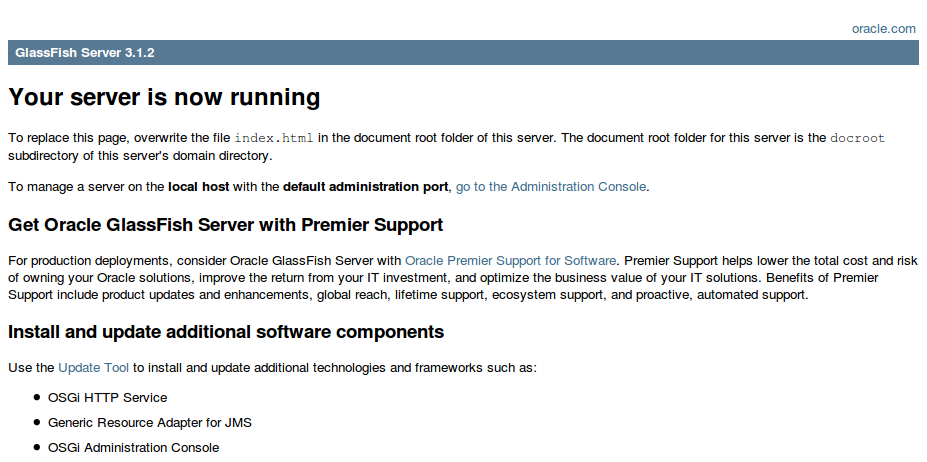 oracle.com
GlassFish Server 3.1.2
Your server is now running
To replace this page, overwrite the file index.html in the document root folder of this server. The document root folder for this server is the docroot
subdirectory of this server's domain directory.
To manage a server on the local host with the default administration port, go to the Administration Console.
Get Oracle GlassFish Server with Premier Support
For production deployments, consider Oracle GlassFish Server with Oracle Premier Support for Software. Premier Support helps lower the total cost and risk
of owning your Oracle solutions, improve the return from your IT investment, and optimize the business value of your IT solutions. Benefits of Premier
Support include product updates and enhancements, global reach, lifetime support, ecosystem support, and proactive, automated support.
Install and update additional software components
Use the Update Tool to install and update additional technologies and frameworks such as:
● OSGi HTTP Service
● Generic Resource Adapter for JMS
● OSGi Administration Console